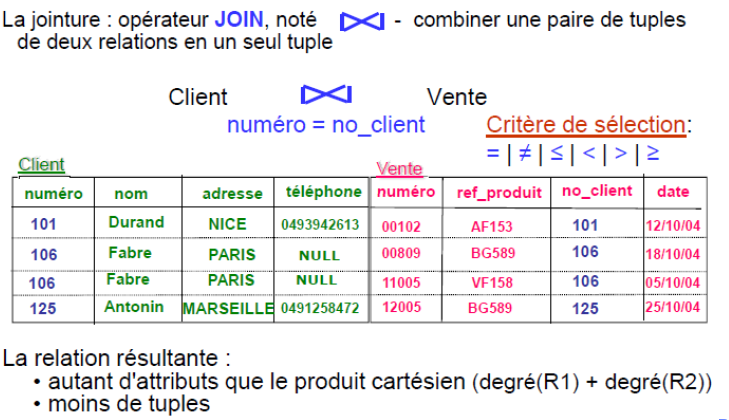 La jointure : opérateur JOIN, noté - combiner une paire de tuples
de deux relations en un seul tuple
Client Vente
numéro = no_client Critère de sélection:
= | ≠ | ≤ | < | > | ≥
Client Vente
numéro nom adresse téléphone numéro ref_produit no_client date
101 Durand NICE 0493942613 00102 AF153 101 12/10/04
106 Fabre PARIS NULL 00809 BG589 106 18/10/04
106 Fabre PARIS NULL 11005 VF158 106 05/10/04
125 Antonin MARSEILLE 0491258472 12005 BG589 125 25/10/04
La relation résultante :
• autant d'attributs que le produit cartésien (degré(R1) + degré(R2))
• moins de tuples